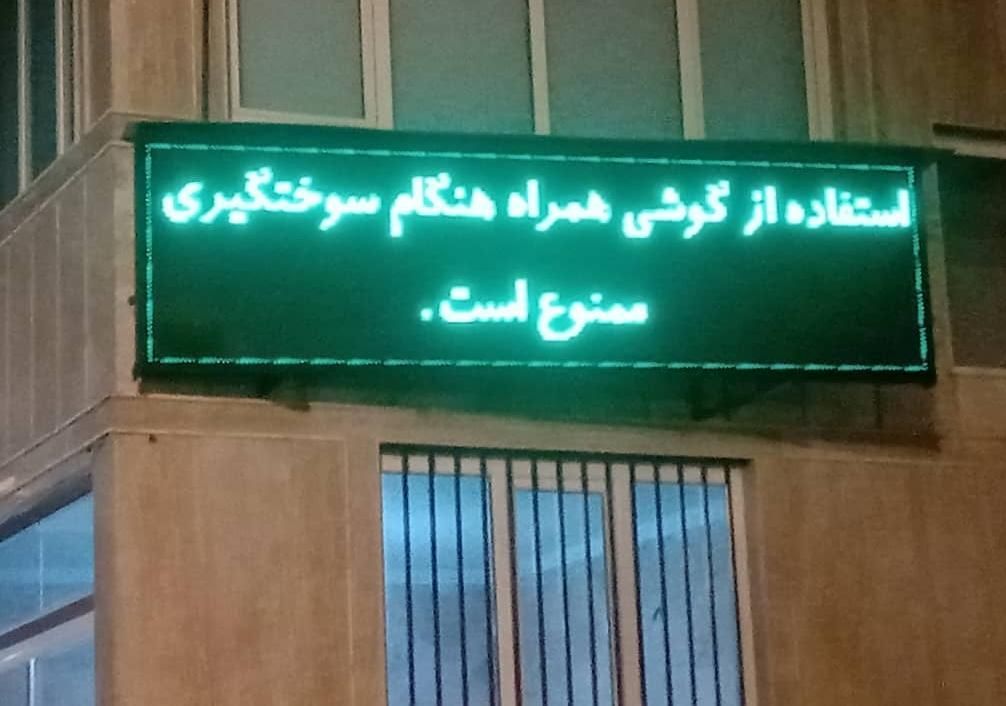 استفاده از گوشی همراه هنگام سوختگیری
ممنوع است .